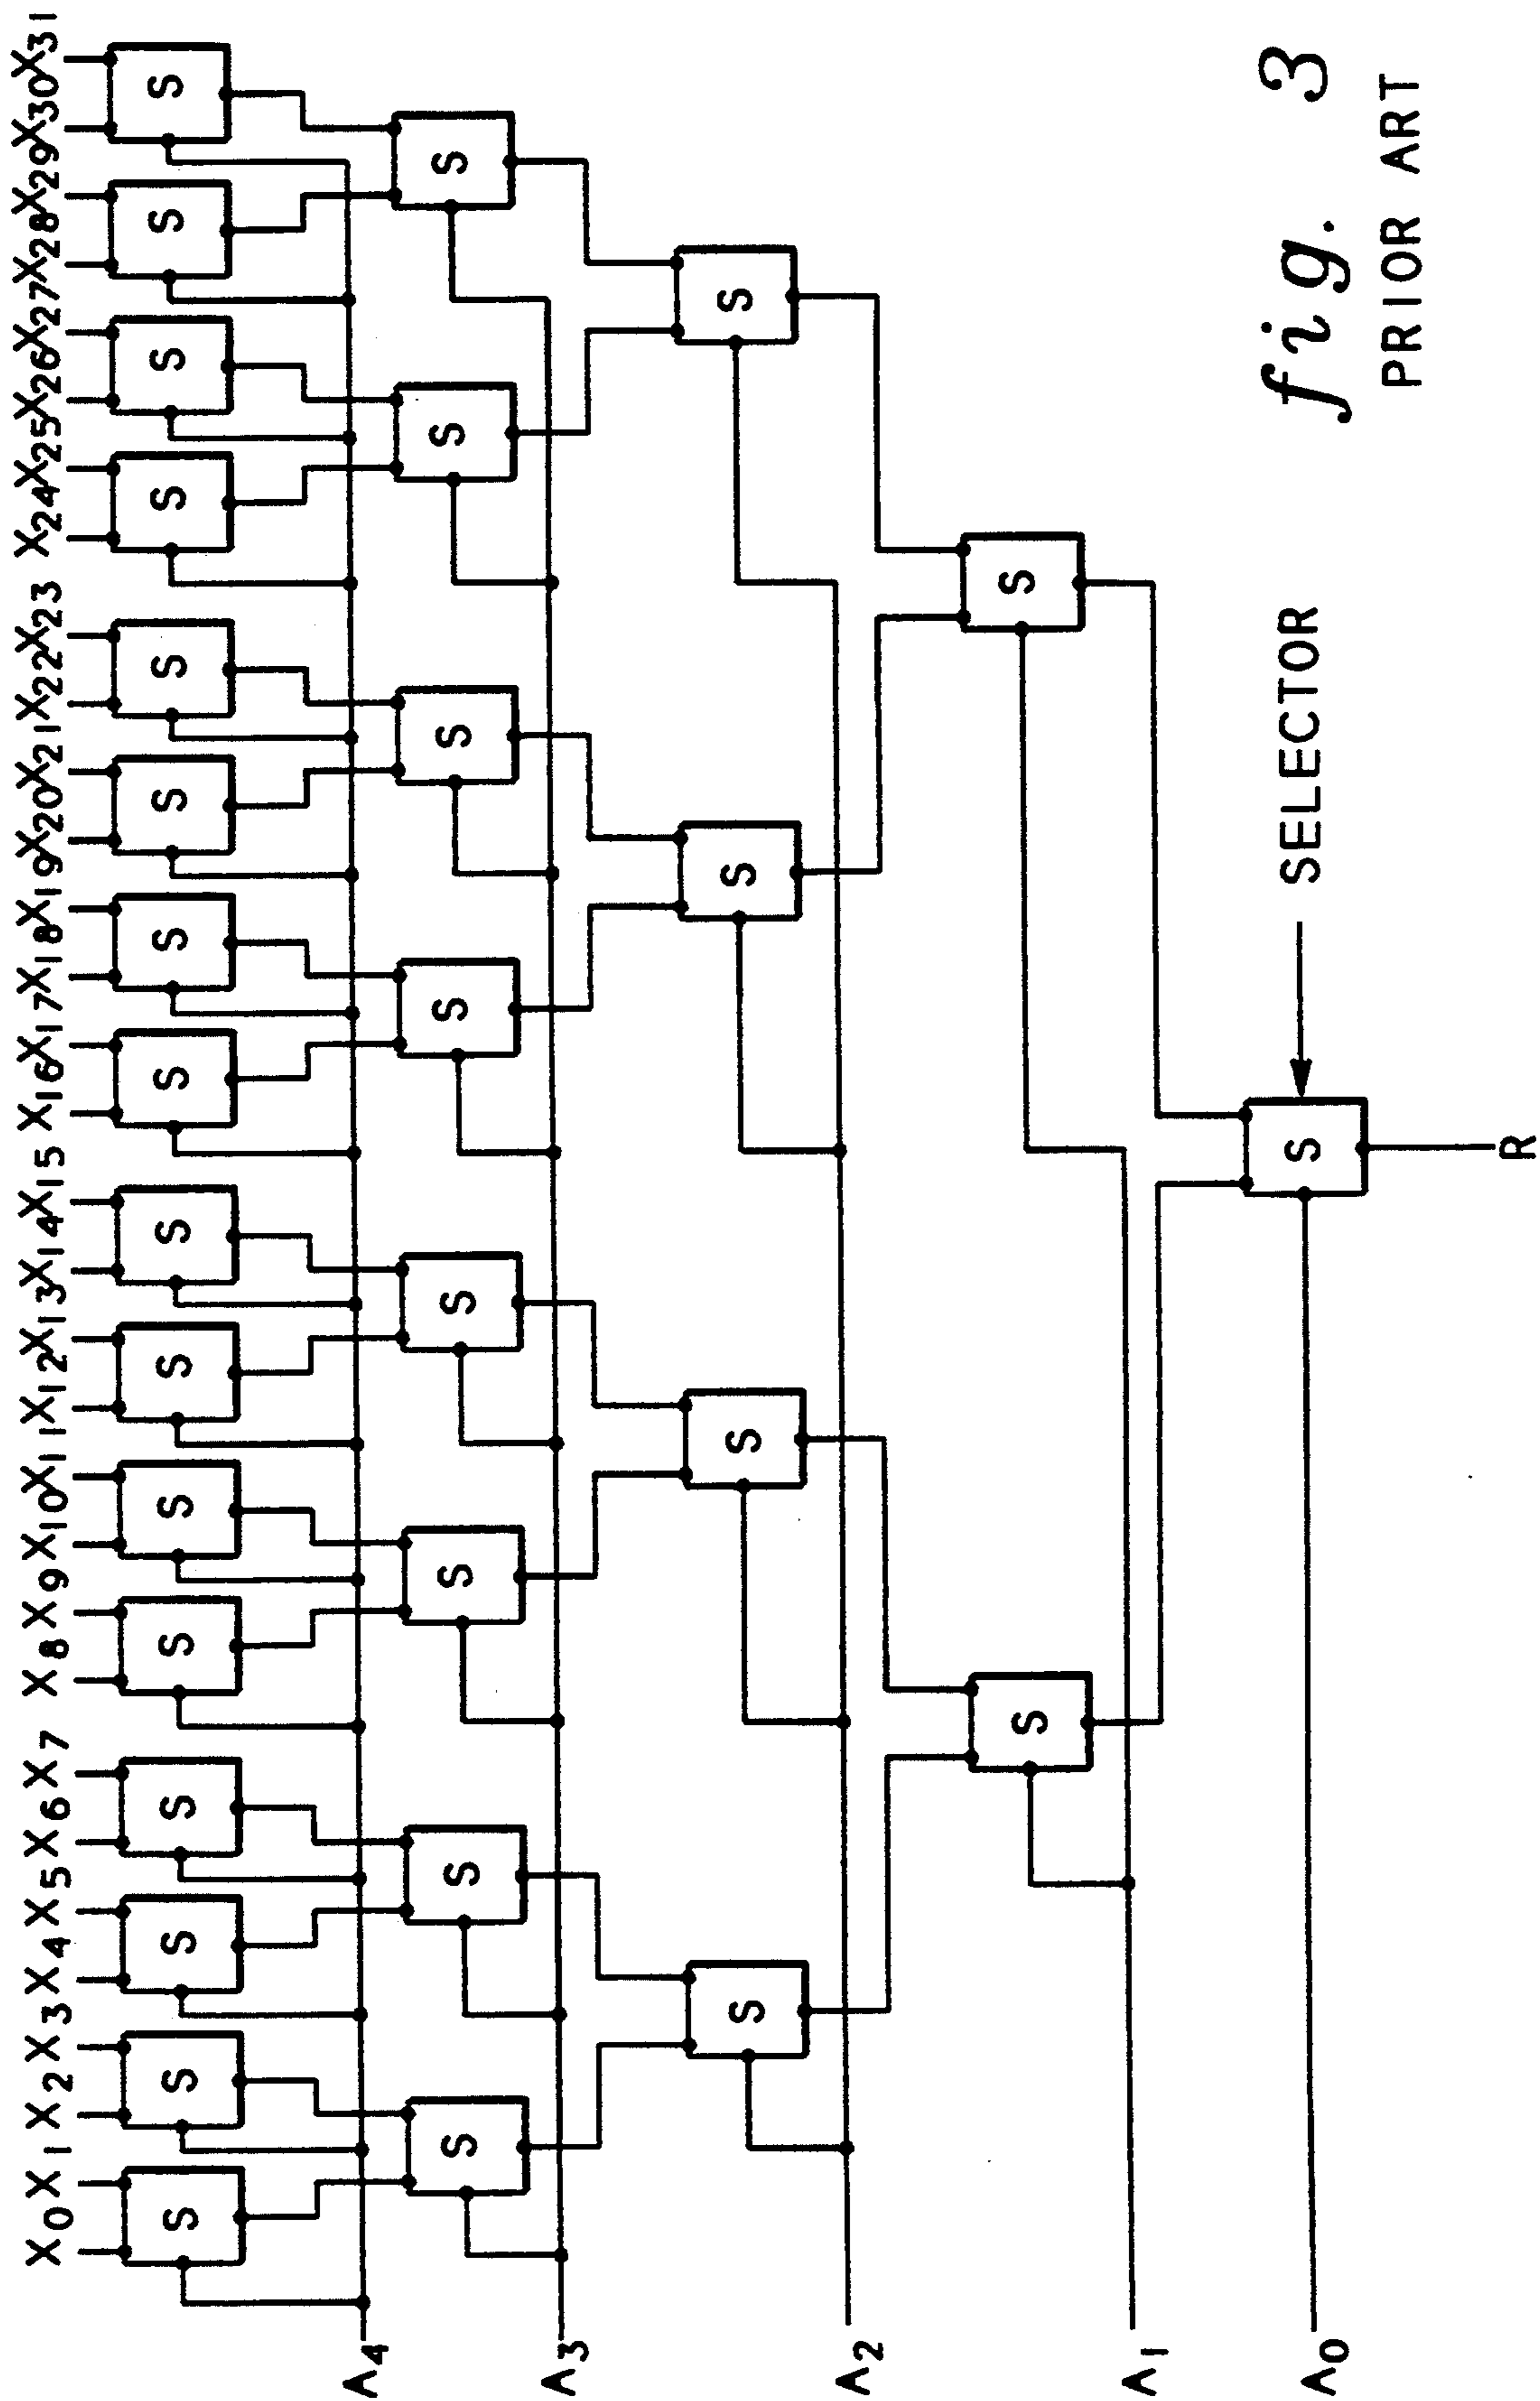 X0 X1 X2 X3 X4 X5 X6 X7 X8 X9 X10 X11 X12 X13 X14 X15 X16 X17 X18 X19 X20 X21 X22 X23 X24 X25 X26 X27 X28 X29 X30 X31
S S S S S S S S S S S S S S S S
A4
S S S S S S S S
A3
S S S S
A2
S S
A1
S
SELECTOR
A0
R
fig. 3
PRIOR ART